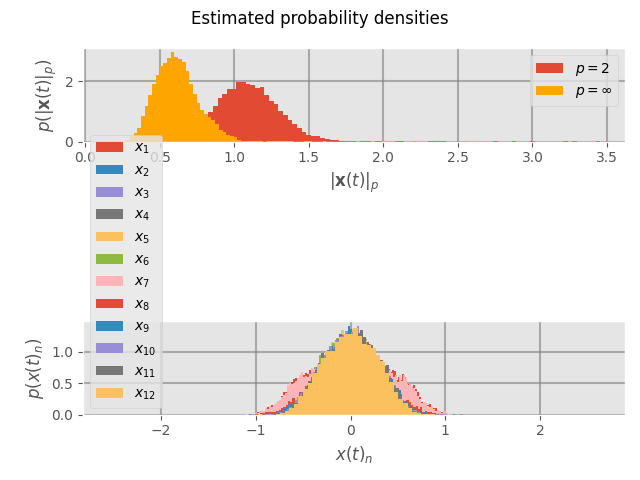 Estimated probability densities
p(|x(t)|_p)
2
0
p = 2
p = ∞
0.0 0.5 1.0 1.5 2.0 2.5 3.0 3.5
|x(t)|_p
x_1
x_2
x_3
x_4
x_5
x_6
x_7
x_8
x_9
x_10
x_11
x_12
p(x(t)_n)
1.0
0.5
0.0
−2 −1 0 1 2
x(t)_n